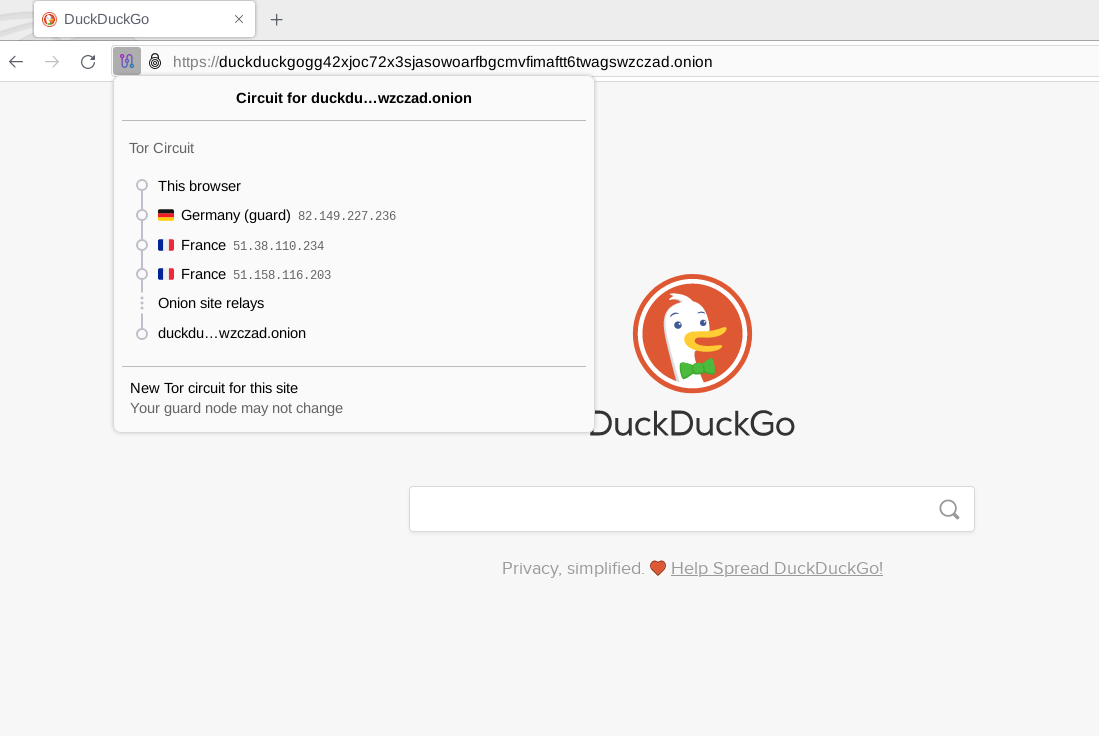 DuckDuckGo
https://duckduckgogg42xjoc72x3sjasowoarfbgcmvfimaftt6twagswzczad.onion
Circuit for duckdu…wzczad.onion
Tor Circuit
This browser
Germany (guard) 82.149.227.236
France 51.38.110.234
France 51.158.116.203
Onion site relays
duckdu…wzczad.onion
New Tor circuit for this site
Your guard node may not change
DuckDuckGo
Privacy, simplified. Help Spread DuckDuckGo!